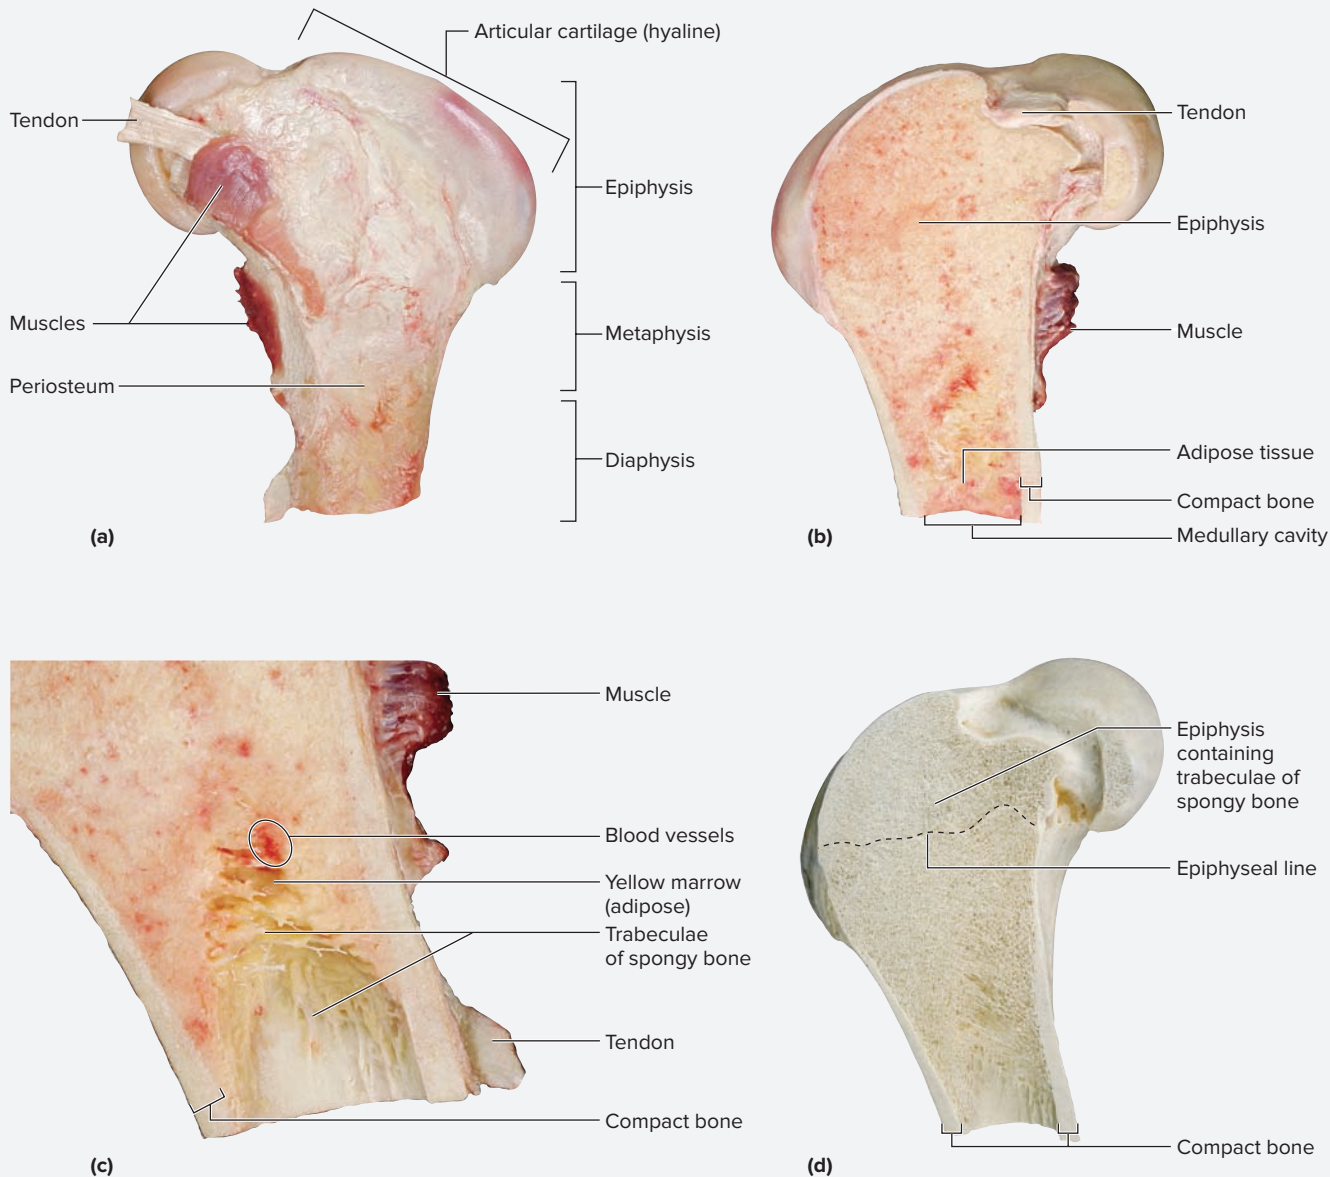 Articular cartilage (hyaline)
Tendon
Epiphysis
Muscles
Metaphysis
Periosteum
Diaphysis
(a)
Tendon
Epiphysis
Muscle
Adipose tissue
Compact bone
Medullary cavity
(b)
Muscle
Blood vessels
Yellow marrow
(adipose)
Trabeculae
of spongy bone
Tendon
Compact bone
(c)
Epiphysis
containing
trabeculae of
spongy bone
Epiphyseal line
Compact bone
(d)